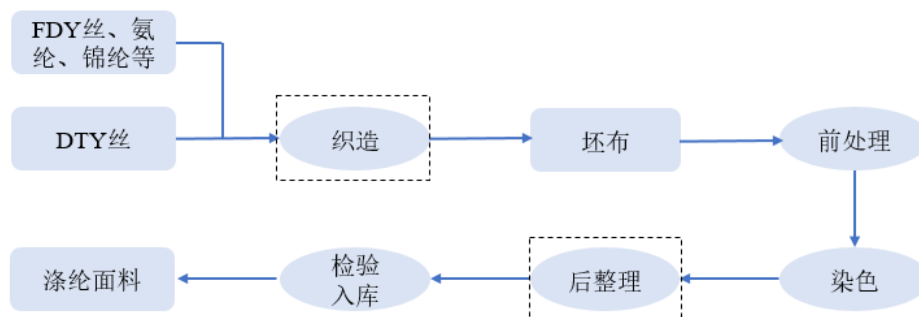 FDY丝、氨
纶、锦纶等
DTY丝
织造
坯布
前处理
涤纶面料
检验
入库
后整理
染色